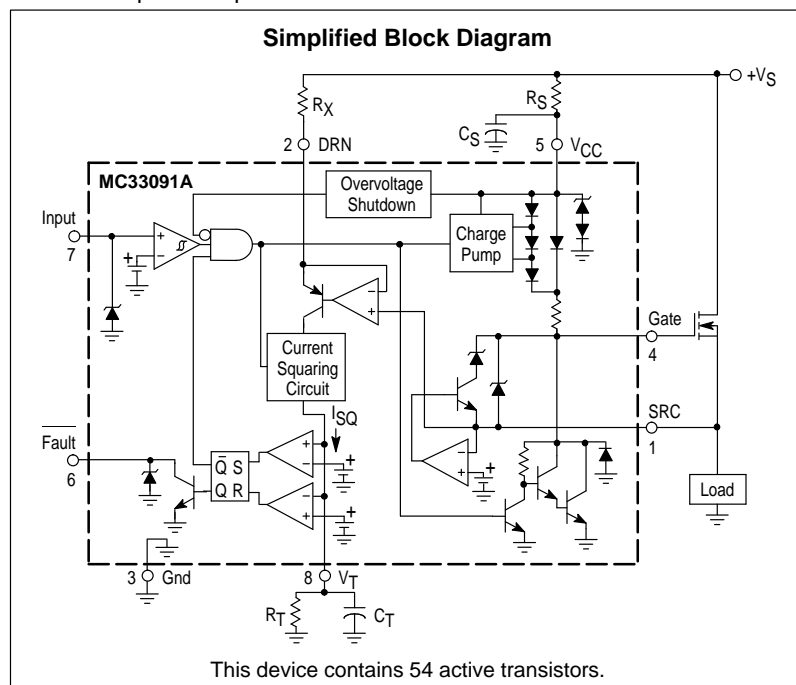 Simplified Block Diagram
+VS
RX
RS
CS
2 DRN
5 VCC
MC33091A
Overvoltage
Shutdown
Input
7
Charge
Pump
Gate
4
Current
Squaring
Circuit
ISQ
SRC
1
Fault
6
Q S
Q R
Load
3 Gnd
8 VT
RT
CT
This device contains 54 active transistors.